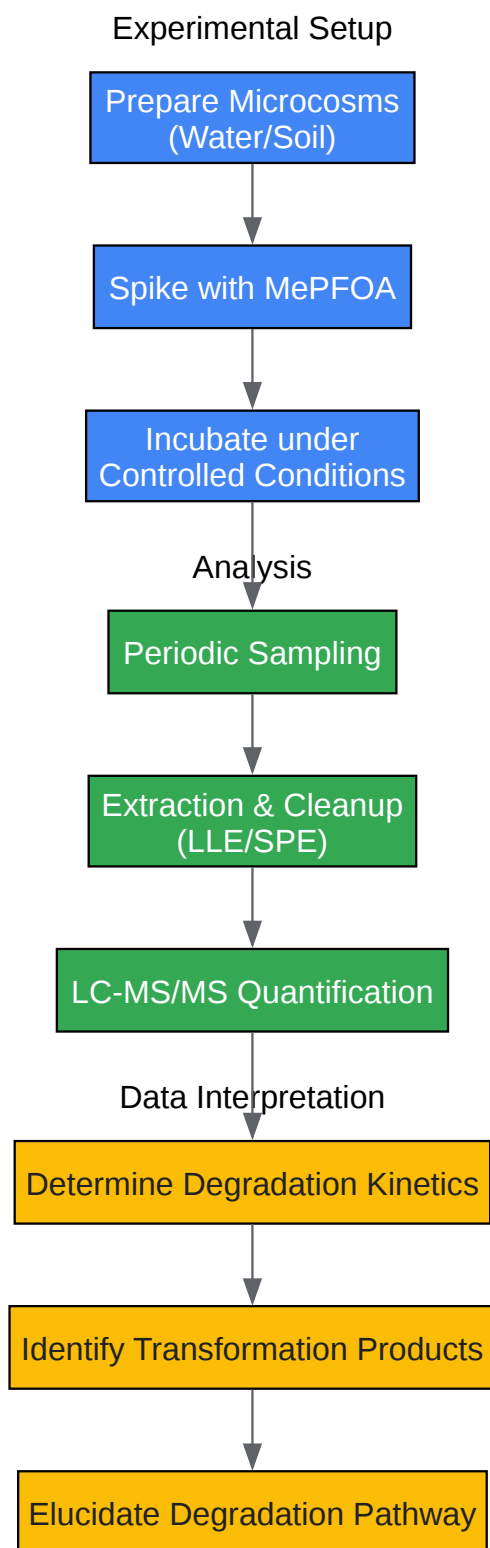 Experimental Setup
Prepare Microcosms
(Water/Soil)
Spike with MePFOA
Incubate under
Controlled Conditions
Analysis
Periodic Sampling
Extraction & Cleanup
(LLE/SPE)
LC-MS/MS Quantification
Data Interpretation
Determine Degradation Kinetics
Identify Transformation Products
Elucidate Degradation Pathway